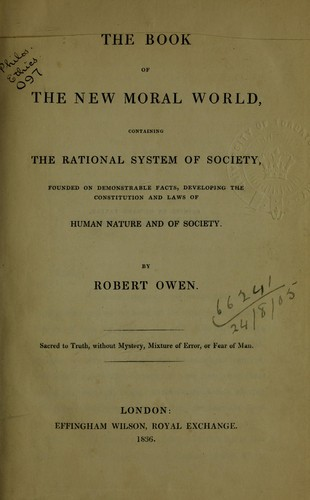 Philos.
Ethics
O97
THE BOOK
OF
THE NEW MORAL WORLD,
CONTAINING
THE RATIONAL SYSTEM OF SOCIETY,
FOUNDED ON DEMONSTRABLE FACTS, DEVELOPING THE
CONSTITUTION AND LAWS OF
HUMAN NATURE AND OF SOCIETY.
BY
ROBERT OWEN.
66241
24/8/05
Sacred to Truth, without Mystery, Mixture of Error, or Fear of Man.
LONDON:
EFFINGHAM WILSON, ROYAL EXCHANGE.
1836.